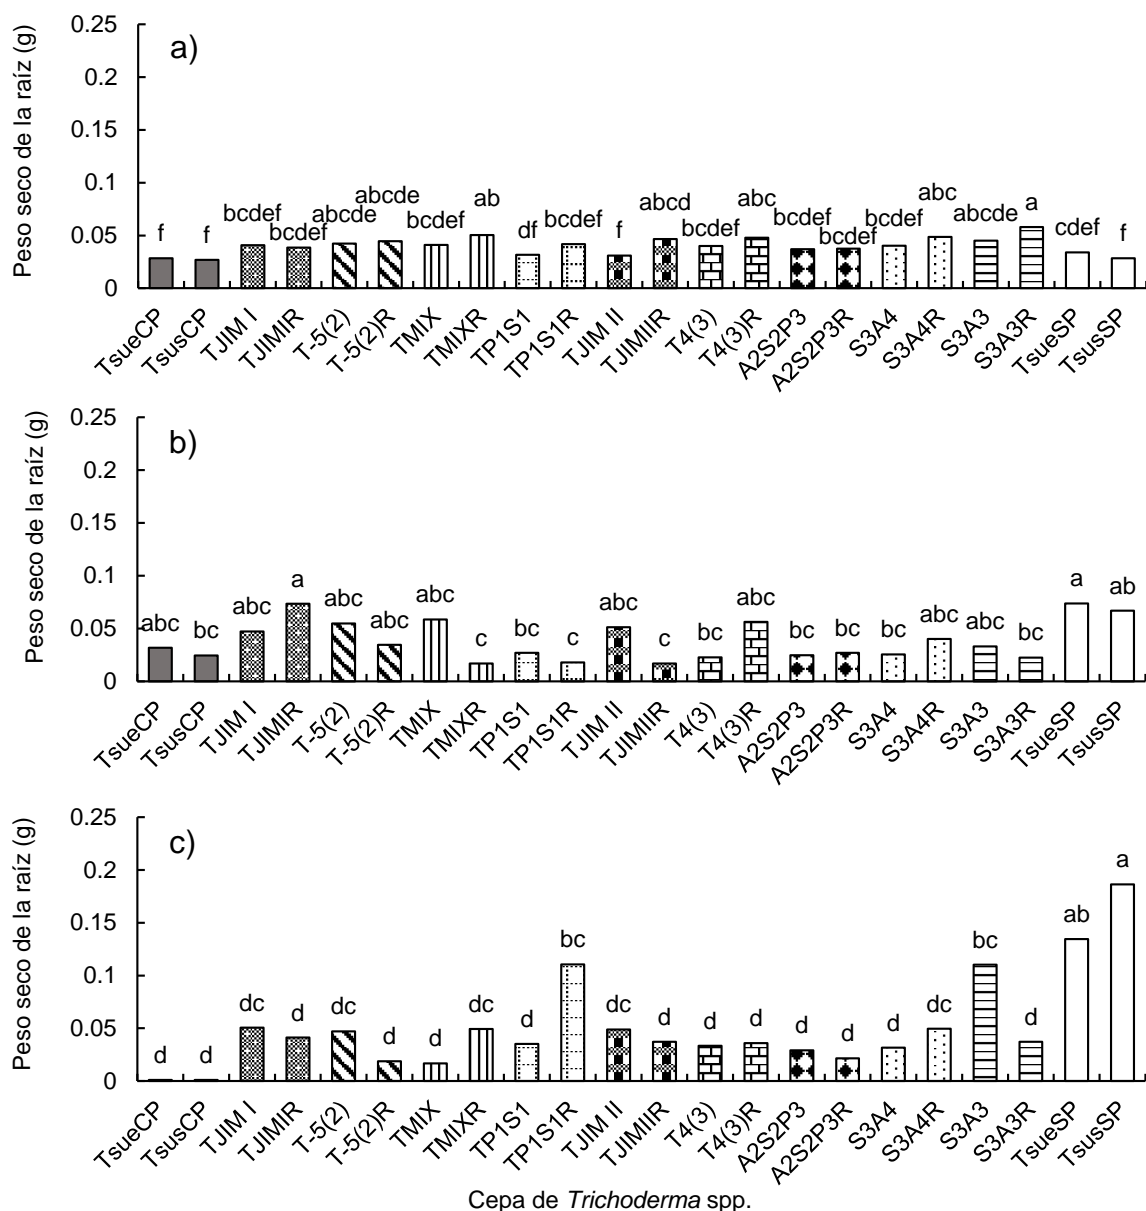 Peso seco de la raíz (g)
a)
0.25
0.2
0.15
0.1
0.05
0
f f bcdef bcdef abcde abcde bcdef ab df bcdef f abcd bcdef abc bcdef bcdef bcdef abc abcde a cdef f
TsueCP TsusCP TJIM I TJIMIR T-5(2) T-5(2)R TMIX TMIXR TP1S1 TP1S1R TJIM II TJIMIIR T4(3) T4(3)R A2S2P3 A2S2P3R S3A4 S3A4R S3A3 S3A3R TsueSP TsusSP
Peso seco de la raíz (g)
b)
0.25
0.2
0.15
0.1
0.05
0
abc bc abc a abc abc abc c bc c abc c bc abc bc bc bc abc abc bc a ab
TsueCP TsusCP TJIM I TJIMIR T-5(2) T-5(2)R TMIX TMIXR TP1S1 TP1S1R TJIM II TJIMIIR T4(3) T4(3)R A2S2P3 A2S2P3R S3A4 S3A4R S3A3 S3A3R TsueSP TsusSP
Peso seco de la raíz (g)
c)
0.25
0.2
0.15
0.1
0.05
0
d d dc d dc d d dc d bc dc d d d d d d dc bc d ab a
TsueCP TsusCP TJIM I TJIMIR T-5(2) T-5(2)R TMIX TMIXR TP1S1 TP1S1R TJIM II TJIMIIR T4(3) T4(3)R A2S2P3 A2S2P3R S3A4 S3A4R S3A3 S3A3R TsueSP TsusSP
Cepa de Trichoderma spp.